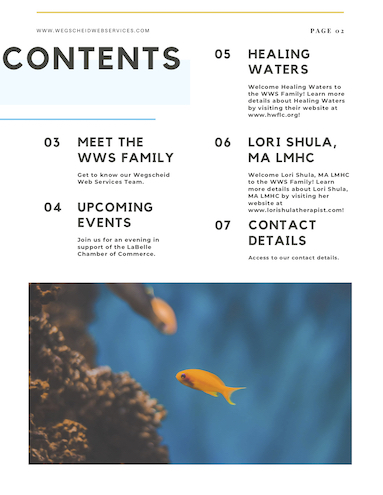 WWW.WEGSCHEIDWEBSERVICES.COM
PAGE 02
CONTENTS
03 MEET THE
WWS FAMILY
Get to know our Wegscheid
Web Services Team.
04 UPCOMING
EVENTS
Join us for an evening in
support of the LaBelle
Chamber of Commerce.
05 HEALING
WATERS
Welcome Healing Waters to
the WWS Family! Learn more
details about Healing Waters
by visiting their website at
www.hwflc.org!
06 LORI SHULA,
MA LMHC
Welcome Lori Shula, MA LMHC
to the WWS Family! Learn
more details about Lori Shula,
MA LMHC by visiting her
website at
www.lorishulatherapist.com!
07 CONTACT
DETAILS
Access to our contact details.